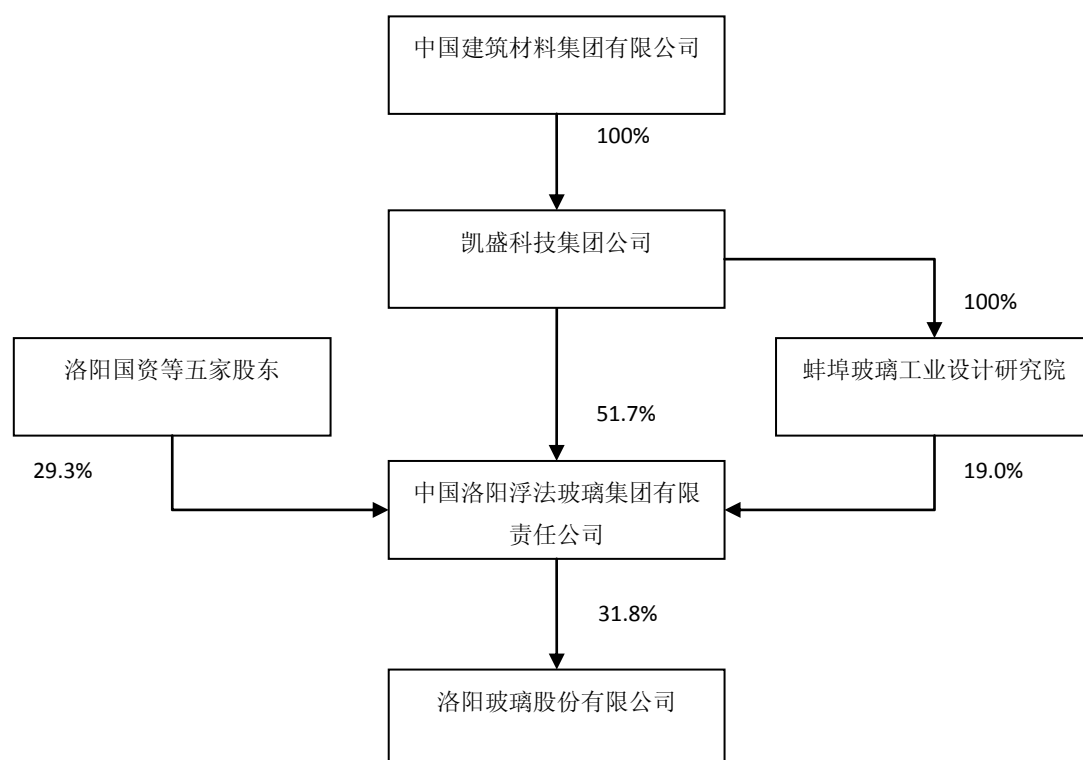 中国建筑材料集团有限公司
100%
凯盛科技集团公司
100%
洛阳国资等五家股东
蚌埠玻璃工业设计研究院
51.7%
29.3%
19.0%
中国洛阳浮法玻璃集团有限
责任公司
31.8%
洛阳玻璃股份有限公司